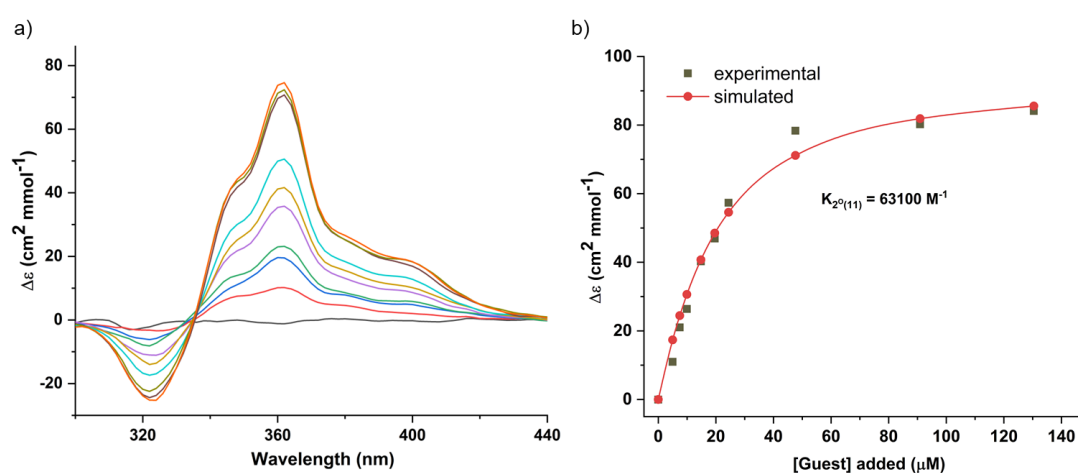 a)
Δε (cm² mmol⁻¹)
80
60
40
20
0
-20
320
360
400
440
Wavelength (nm)
b)
Δε (cm² mmol⁻¹)
100
80
60
40
20
0
experimental
simulated
K₂º₍₁₁₎ = 63100 M⁻¹
0
20
40
60
80
100
120
140
[Guest] added (μM)